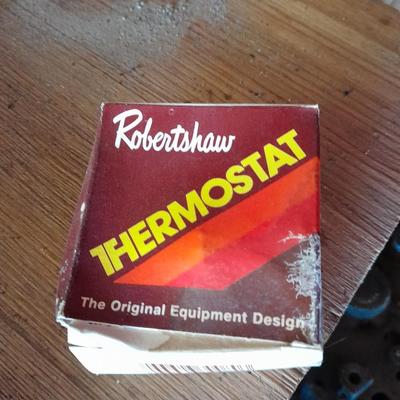 Robertshaw
THERMOSTAT
The Original Equipment Design